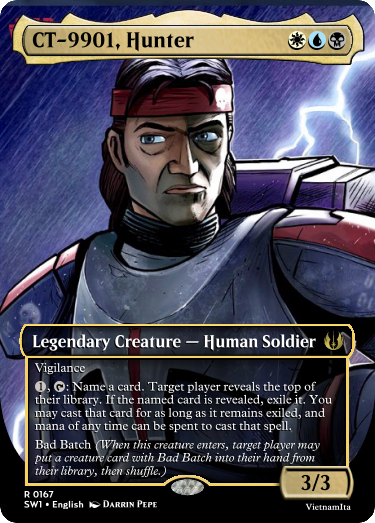 CT-9901, Hunter
Legendary Creature — Human Soldier
Vigilance
1, T: Name a card. Target player reveals the top of
their library. If the named card is revealed, exile it. You
may cast that card for as long as it remains exiled, and
mana of any time can be spent to cast that spell.
Bad Batch (When this creature enters, target player may
put a creature card with Bad Batch into their hand from
their library, then shuffle.)
3/3
R 0167
SW1 • English Darrin Pepe
VietnamIta